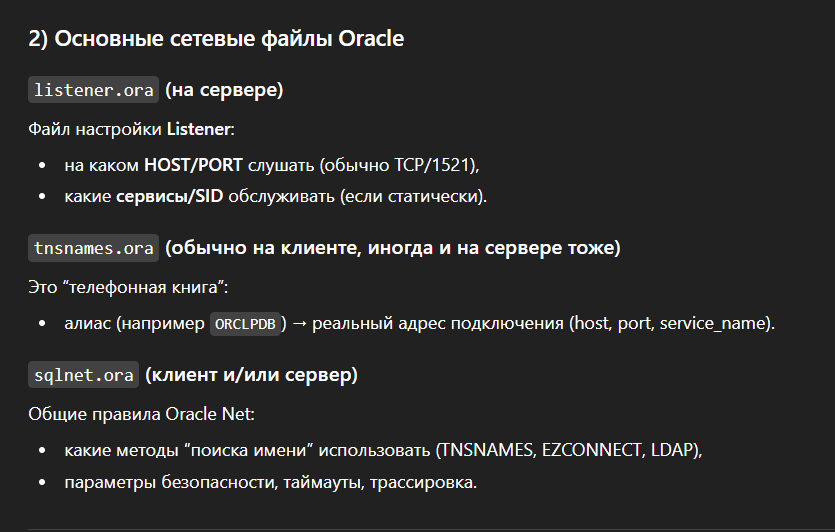 2) Основные сетевые файлы Oracle
listener.ora (на сервере)
Файл настройки Listener:
• на каком HOST/PORT слушать (обычно TCP/1521),
• какие сервисы/SID обслуживать (если статически).
tnsnames.ora (обычно на клиенте, иногда и на сервере тоже)
Это “телефонная книга”:
• алиас (например ORCLPDB) → реальный адрес подключения (host, port, service_name).
sqlnet.ora (клиент и/или сервер)
Общие правила Oracle Net:
• какие методы “поиска имени” использовать (TNSNAMES, EZCONNECT, LDAP),
• параметры безопасности, таймауты, трассировка.